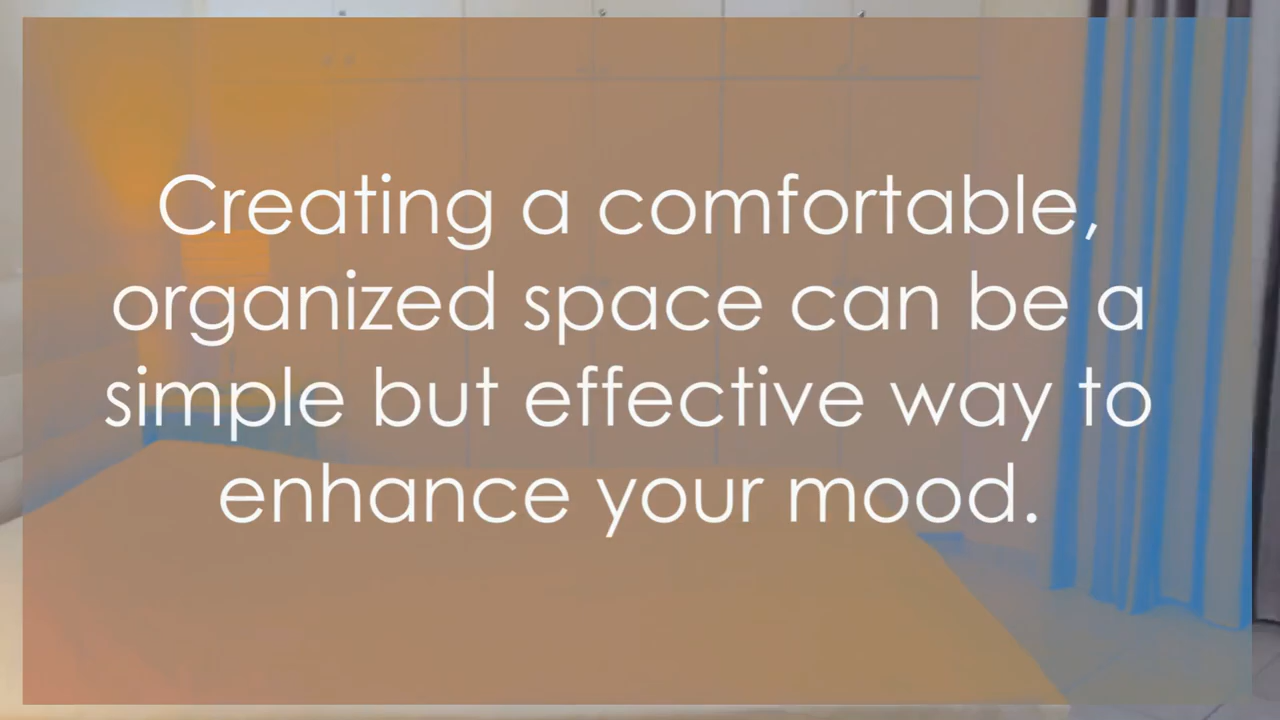 Creating a comfortable,
organized space can be a
simple but effective way to
enhance your mood.